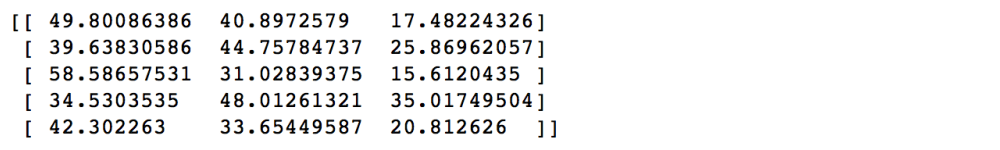 [[ 49.80086386  40.8972579   17.48224326]
 [ 39.63830586  44.75784737  25.86962057]
 [ 58.58657531  31.02839375  15.6120435 ]
 [ 34.5303535   48.01261321  35.01749504]
 [ 42.302263    33.65449587  20.812626  ]]